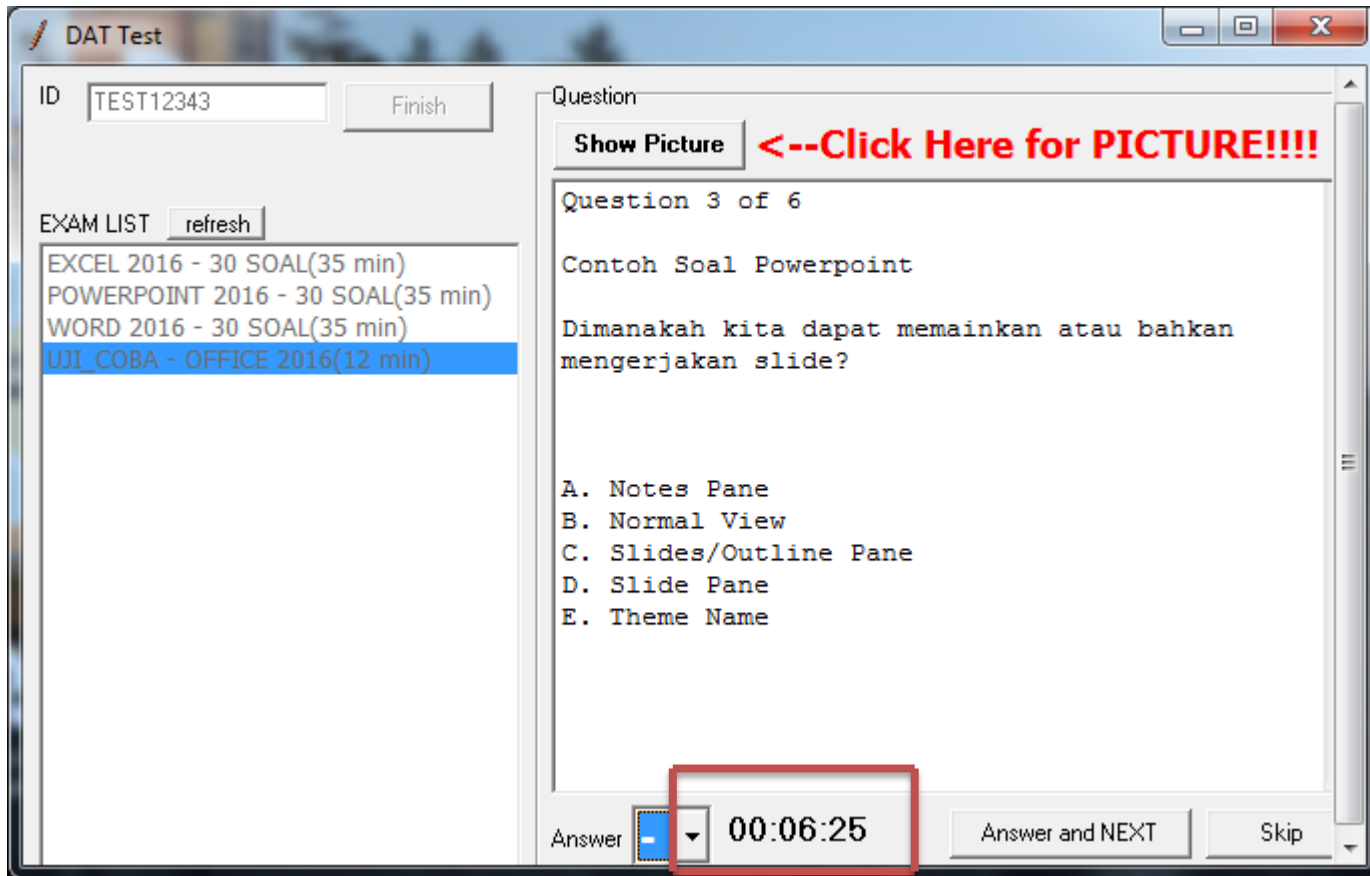 DAT Test
ID TEST12343 Finish
EXAM LIST refresh
EXCEL 2016 - 30 SOAL(35 min)
POWERPOINT 2016 - 30 SOAL(35 min)
WORD 2016 - 30 SOAL(35 min)
UJI_COBA - OFFICE 2016(12 min)
Question
Show Picture <--Click Here for PICTURE!!!!
Question 3 of 6
Contoh Soal Powerpoint
Dimanakah kita dapat memainkan atau bahkan
mengerjakan slide?
A. Notes Pane
B. Normal View
C. Slides/Outline Pane
D. Slide Pane
E. Theme Name
Answer - 00:06:25 Answer and NEXT Skip